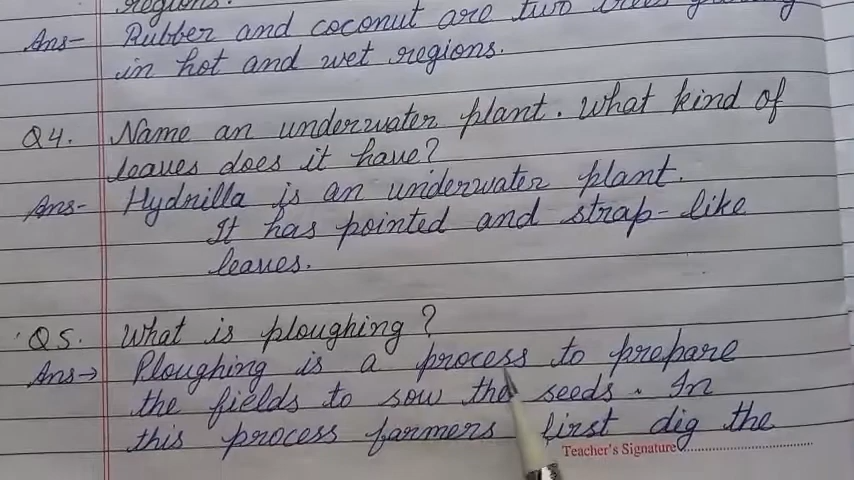 regions.
Ans- Rubber and coconut are two trees growing
in hot and wet regions.
Q4. Name an underwater plant. What kind of
leaves does it have?
Ans- Hydrilla is an underwater plant.
It has pointed and strap-like
leaves.
Q5. What is ploughing?
Ans→ Ploughing is a process to prepare
the fields to sow the seeds. In
this process farmers first dig the
Teacher's Signature